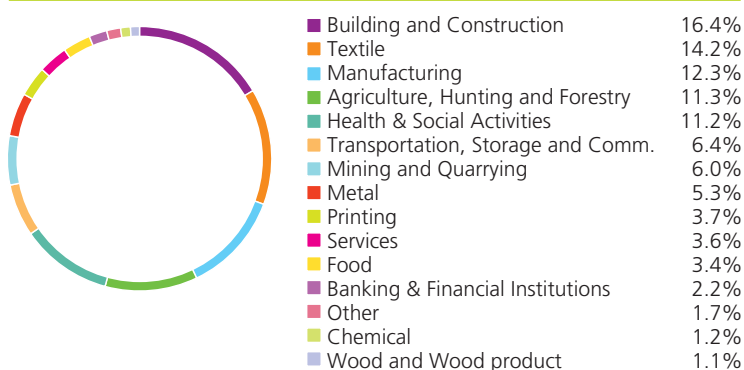 Building and Construction 16.4%
Textile 14.2%
Manufacturing 12.3%
Agriculture, Hunting and Forestry 11.3%
Health & Social Activities 11.2%
Transportation, Storage and Comm. 6.4%
Mining and Quarrying 6.0%
Metal 5.3%
Printing 3.7%
Services 3.6%
Food 3.4%
Banking & Financial Institutions 2.2%
Other 1.7%
Chemical 1.2%
Wood and Wood product 1.1%